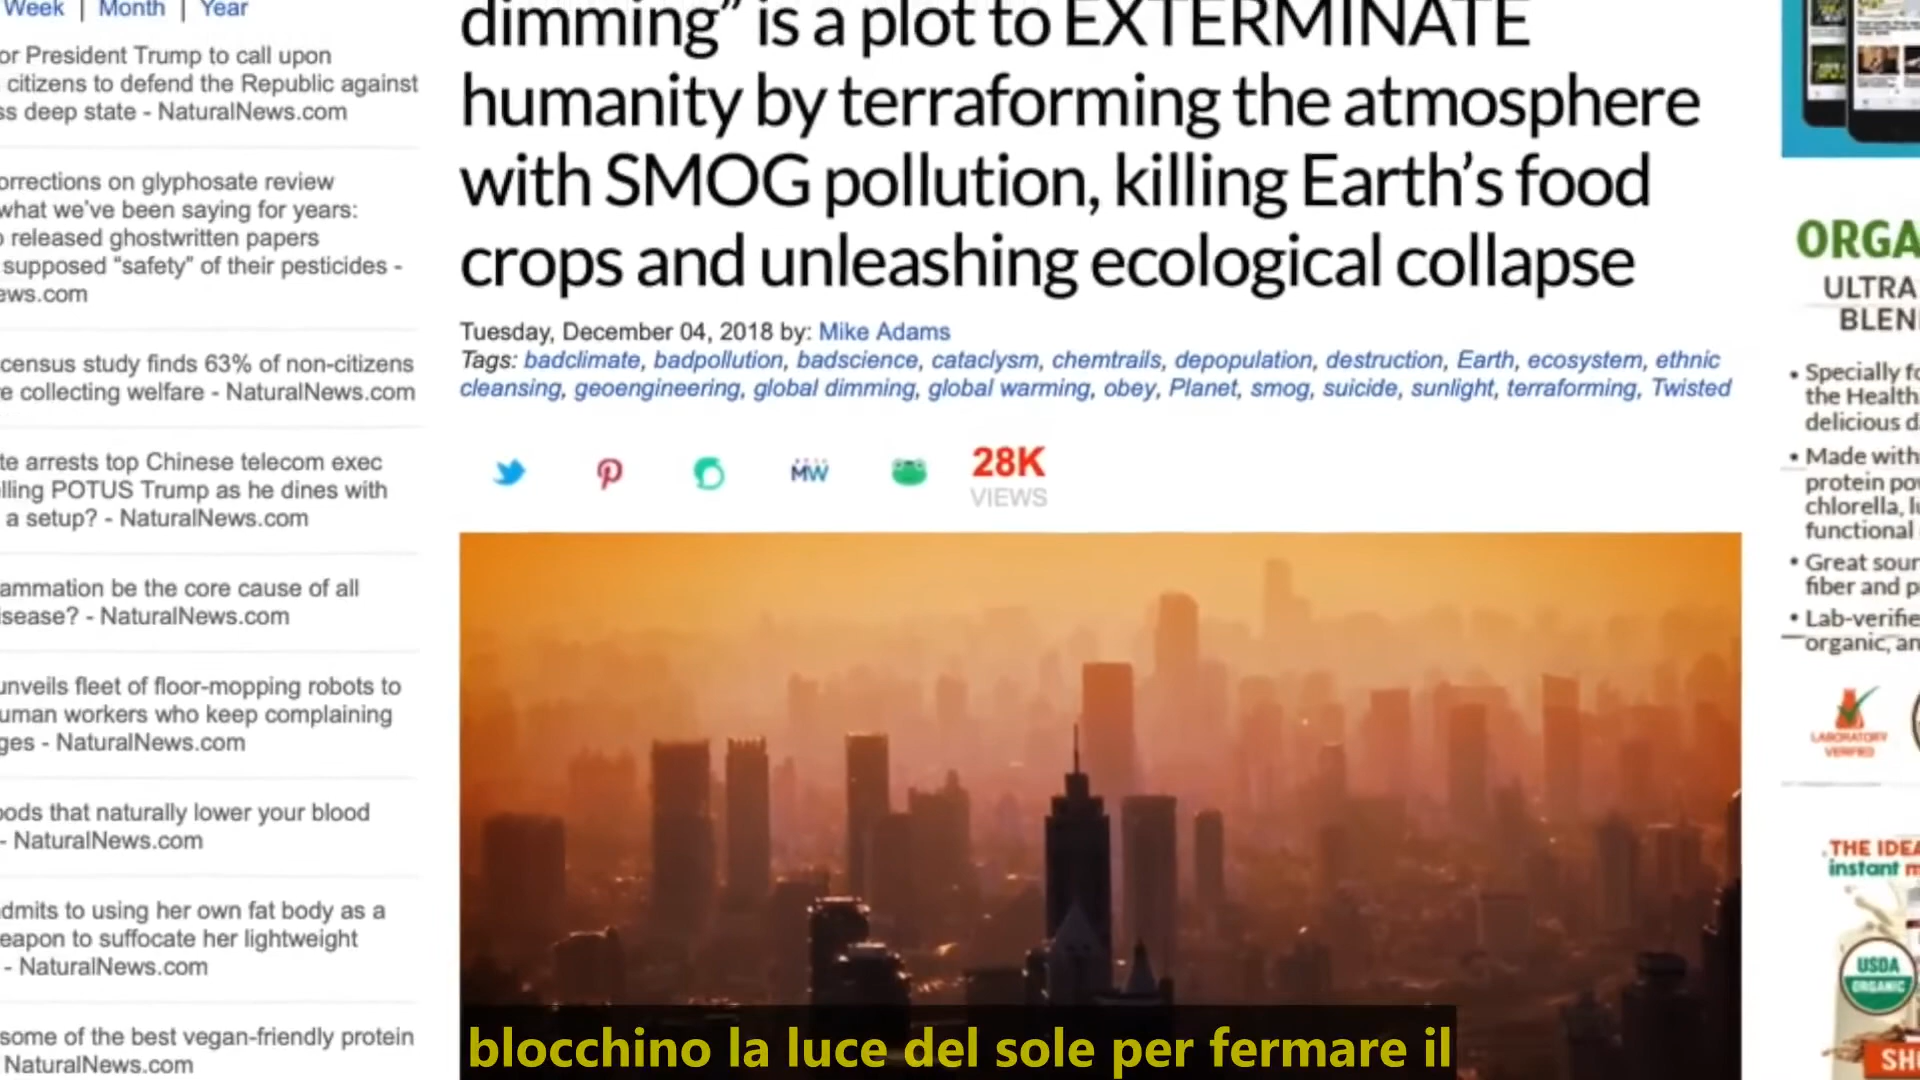 Week | Month | Year
or President Trump to call upon
citizens to defend the Republic against
ss deep state - NaturalNews.com
orrections on glyphosate review
what we've been saying for years:
released ghostwritten papers
supposed "safety" of their pesticides -
ews.com
census study finds 63% of non-citizens
e collecting welfare - NaturalNews.com
te arrests top Chinese telecom exec
lling POTUS Trump as he dines with
a setup? - NaturalNews.com
ammation be the core cause of all
isease? - NaturalNews.com
unveils fleet of floor-mopping robots to
uman workers who keep complaining
ges - NaturalNews.com
oods that naturally lower your blood
- NaturalNews.com
dmits to using her own fat body as a
eapon to suffocate her lightweight
- NaturalNews.com
some of the best vegan-friendly protein
NaturalNews.com
dimming" is a plot to EXTERMINATE
humanity by terraforming the atmosphere
with SMOG pollution, killing Earth's food
crops and unleashing ecological collapse
Tuesday, December 04, 2018 by: Mike Adams
Tags: badclimate, badpollution, badscience, cataclysm, chemtrails, depopulation, destruction, Earth, ecosystem, ethnic
cleansing, geoengineering, global dimming, global warming, obey, Planet, smog, suicide, sunlight, terraforming, Twisted
MW
28K
VIEWS
blocchino la luce del sole per fermare il
ORGA
ULTRA
BLEN
• Specially fo
the Health
delicious d
• Made with
protein pow
chlorella, lu
functional
• Great sour
fiber and p
• Lab-verifie
organic, an
LABORATORY
VERIFIED
THE IDEA
instant m
USDA
ORGANIC
SH